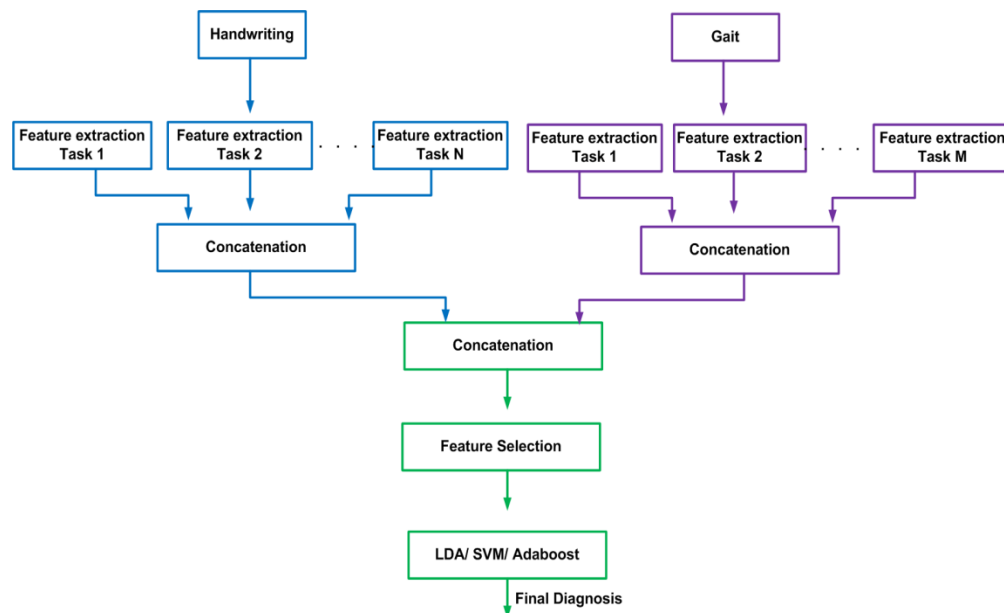 Handwriting
Gait
Feature extraction
Task 1
Feature extraction
Task 2
. . . .
Feature extraction
Task N
Feature extraction
Task 1
Feature extraction
Task 2
. . . .
Feature extraction
Task M
Concatenation
Concatenation
Concatenation
Feature Selection
LDA/ SVM/ Adaboost
Final Diagnosis